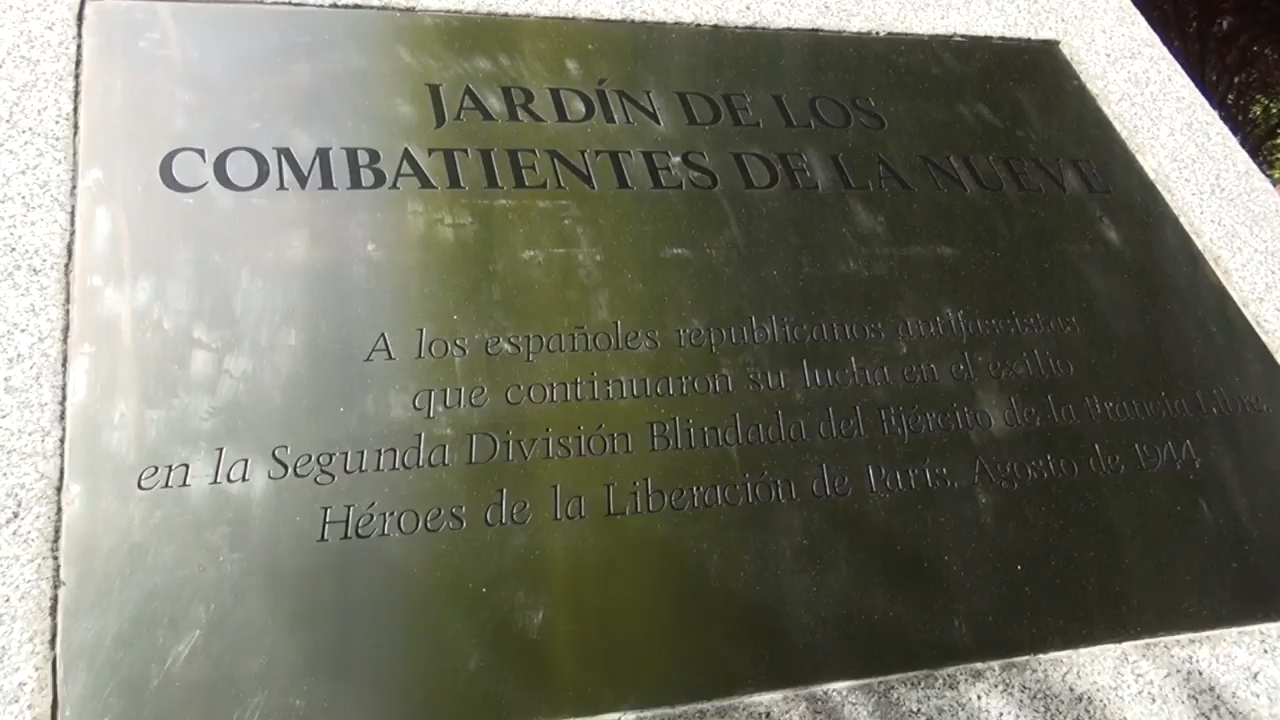 JARDÍN DE LOS
COMBATIENTES DE LA NUEVE
A los españoles republicanos antifascistas
que continuaron su lucha en el exilio
en la Segunda División Blindada del Ejército de la Francia Libre.
Héroes de la Liberación de París. Agosto de 1944